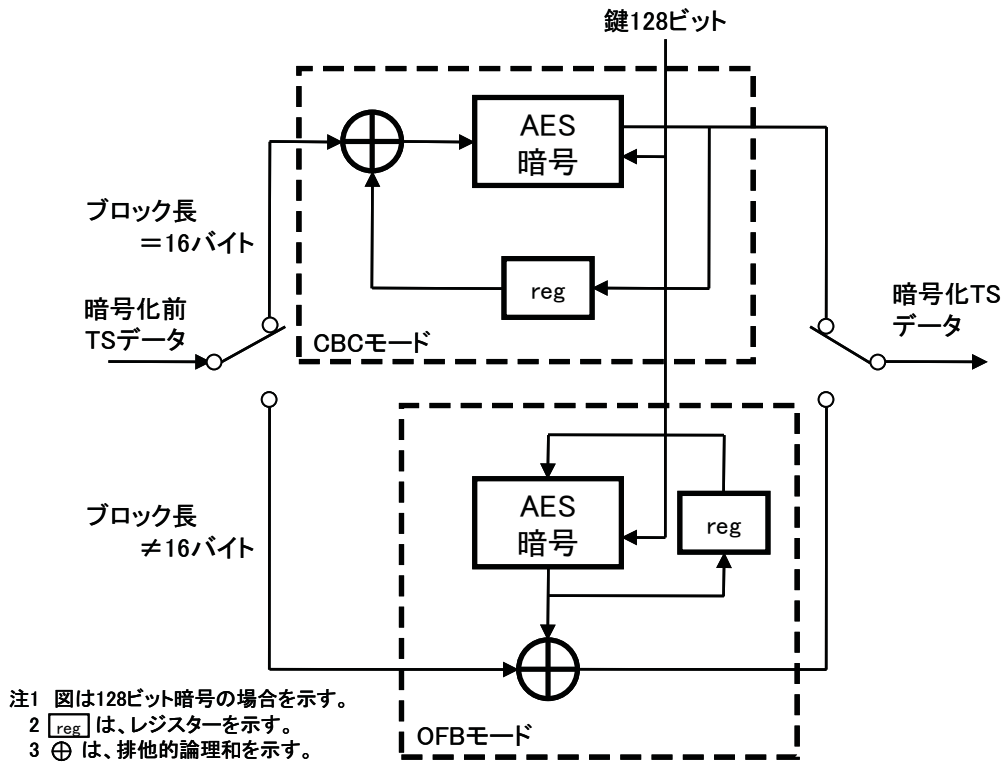 鍵128ビット
AES
暗号
ブロック長
＝16バイト
reg
暗号化前
TSデータ
暗号化TS
データ
CBCモード
AES
暗号
reg
ブロック長
≠16バイト
OFBモード
注1 図は128ビット暗号の場合を示す。
2 reg は、レジスターを示す。
3 ⊕ は、排他的論理和を示す。